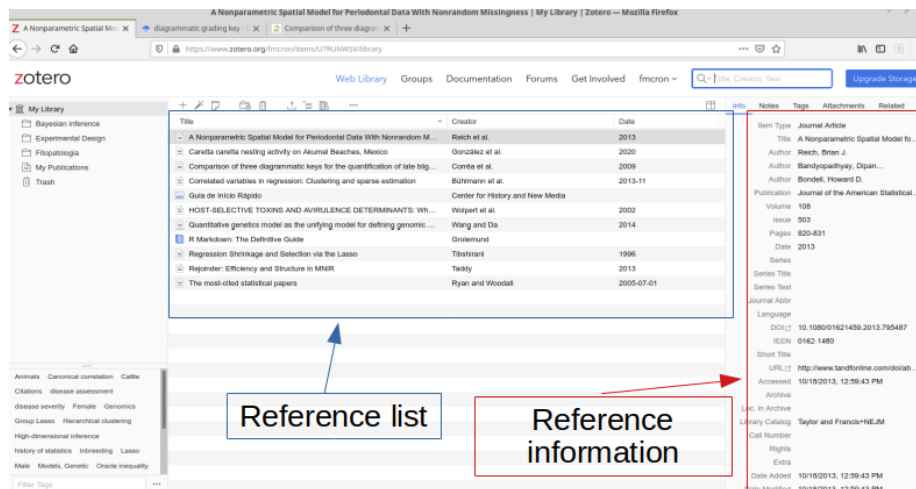 A Nonparametric Spatial Model for Periodontal Data With Nonrandom Missingness | My Library | Zotero — Mozilla Firefox
A Nonparametric Spatial Mo
diagrammatic grading key -
Comparison of three diagran
https://www.zotero.org/fmcron/items/U7RUNWSV/library
zotero
Web Library Groups Documentation Forums Get Involved fmcron
Title, Creator, Year
Upgrade Storage
My Library
Bayesian inference
Experimental Design
Fitopatologia
My Publications
Trash
Title Creator Date
A Nonparametric Spatial Model for Periodontal Data With Nonrandom M... Reich et al. 2013
Caretta caretta nesting activity on Akumal Beaches, Mexico González et al. 2020
Comparison of three diagrammatic keys for the quantification of late blig... Corrêa et al. 2009
Correlated variables in regression: Clustering and sparse estimation Bühlmann et al. 2013-11
Guia de Início Rápido Center for History and New Media
HOST-SELECTIVE TOXINS AND AVIRULENCE DETERMINANTS: Wh... Wolpert et al. 2002
Quantitative genetics model as the unifying model for defining genomic ... Wang and Da 2014
R Markdown: The Definitive Guide Grolemund
Regression Shrinkage and Selection via the Lasso Tibshirani 1996
Rejoinder: Efficiency and Structure in MNIR Taddy 2013
The most-cited statistical papers Ryan and Woodall 2005-07-01
Info Notes Tags Attachments Related
Item Type Journal Article
Title A Nonparametric Spatial Model fo...
Author Reich, Brian J.
Author Bandyopadhyay, Dipan...
Author Bondell, Howard D.
Publication Journal of the American Statistical...
Volume 108
Issue 503
Pages 820-831
Date 2013
Series
Series Title
Series Text
Journal Abbr
Language
DOI 10.1080/01621459.2013.795487
ISSN 0162-1459
Short Title
URL http://www.tandfonline.com/doi/ab...
Accessed 10/18/2013, 12:59:43 PM
Archive
Loc. in Archive
Library Catalog Taylor and Francis+NEJM
Call Number
Rights
Extra
Date Added 10/18/2013, 12:59:43 PM
Date Modified 10/18/2013, 12:59:43 PM
Animals Canonical correlation Cattle
Citations disease assessment
disease severity Female Genomics
Group Lasso Hierarchical clustering
High-dimensional inference
history of statistics Inbreeding Lasso
Male Models, Genetic Oracle inequality
Filter Tags
Reference list
Reference
information